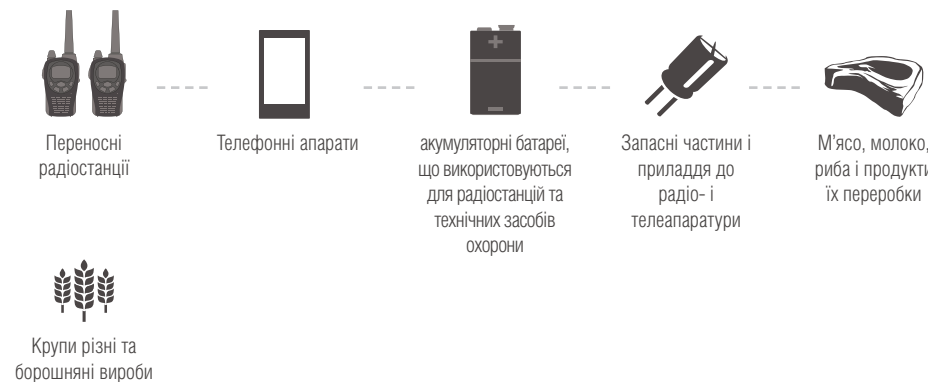 Переносні
радіостанції
Телефонні апарати
акумуляторні батареї,
що використовуються
для радіостанцій та
технічних засобів
охорони
Запасні частини і
приладдя до
радіо- і
телеапаратури
М’ясо, молоко,
риба і продукти
їх переробки
Крупи різні та
борошняні вироби